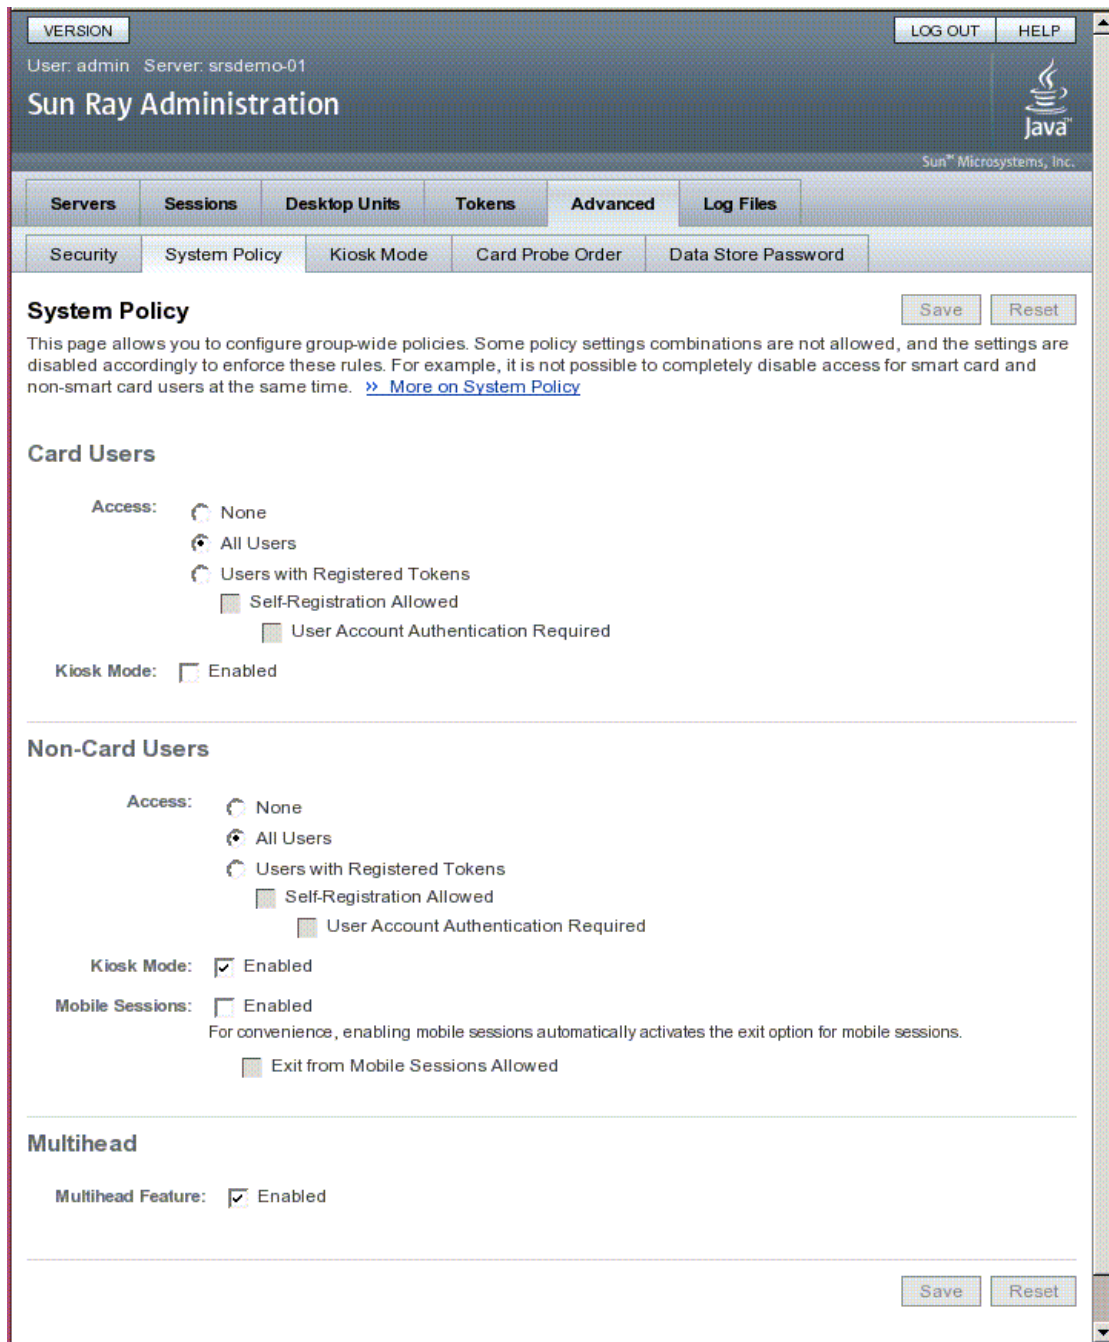 VERSION
LOG OUT
HELP
User: admin Server: srsdemo-01
Sun Ray Administration
Java™
Sun™ Microsystems, Inc.
Servers
Sessions
Desktop Units
Tokens
Advanced
Log Files
Security
System Policy
Kiosk Mode
Card Probe Order
Data Store Password
System Policy
Save
Reset
This page allows you to configure group-wide policies. Some policy settings combinations are not allowed, and the settings are
disabled accordingly to enforce these rules. For example, it is not possible to completely disable access for smart card and
non-smart card users at the same time. >> More on System Policy
Card Users
Access:
None
All Users
Users with Registered Tokens
Self-Registration Allowed
User Account Authentication Required
Kiosk Mode: Enabled
Non-Card Users
Access:
None
All Users
Users with Registered Tokens
Self-Registration Allowed
User Account Authentication Required
Kiosk Mode: Enabled
Mobile Sessions: Enabled
For convenience, enabling mobile sessions automatically activates the exit option for mobile sessions.
Exit from Mobile Sessions Allowed
Multihead
Multihead Feature: Enabled
Save
Reset